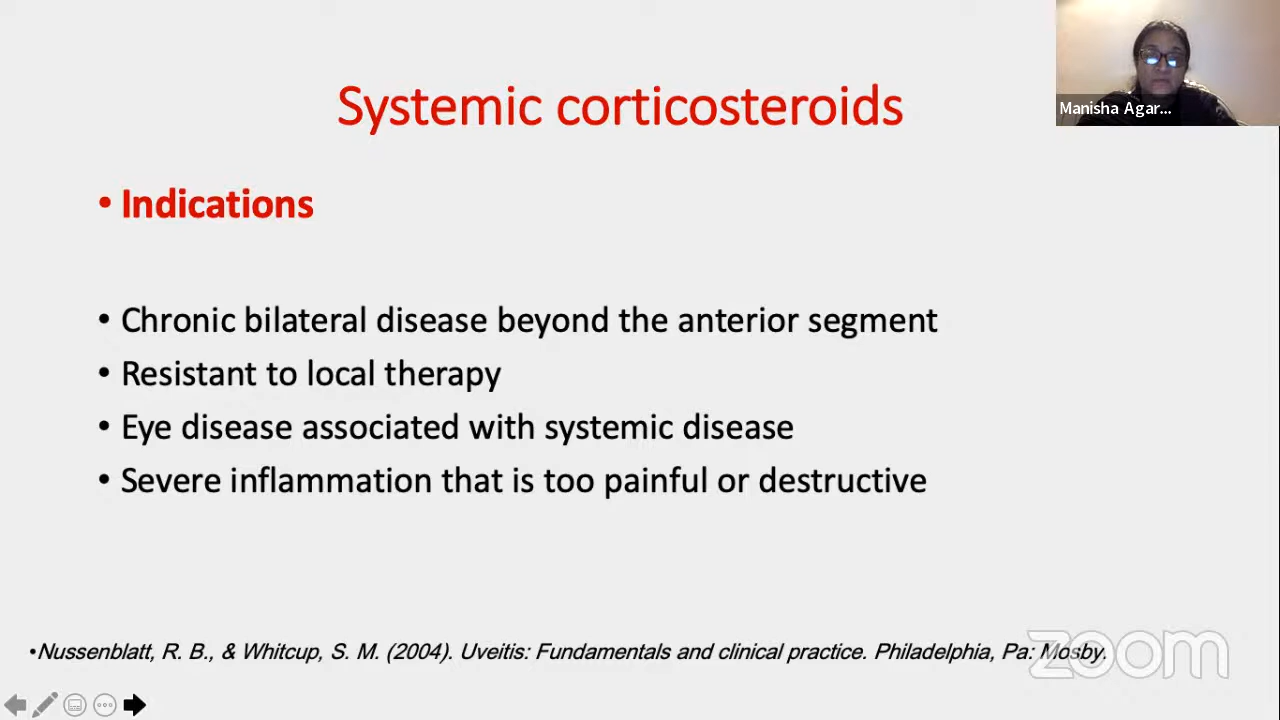 Systemic corticosteroids
Manisha Agar...
• Indications
• Chronic bilateral disease beyond the anterior segment
• Resistant to local therapy
• Eye disease associated with systemic disease
• Severe inflammation that is too painful or destructive
•Nussenblatt, R. B., & Whitcup, S. M. (2004). Uveitis: Fundamentals and clinical practice. Philadelphia, Pa: Mosby.
zoom